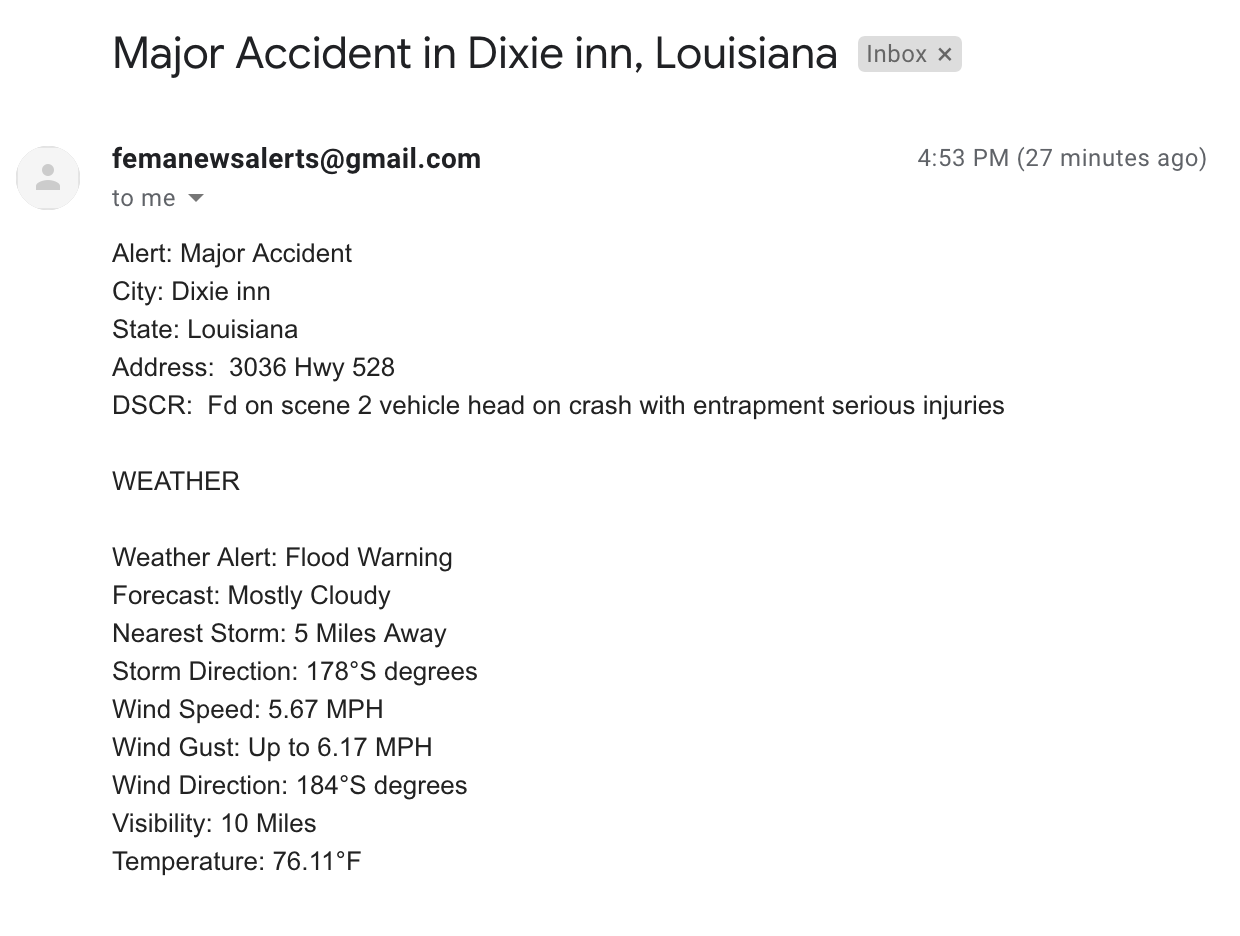 Major Accident in Dixie inn, Louisiana Inbox ×
femanewsalerts@gmail.com 4:53 PM (27 minutes ago)
to me
Alert: Major Accident
City: Dixie inn
State: Louisiana
Address:  3036 Hwy 528
DSCR:  Fd on scene 2 vehicle head on crash with entrapment serious injuries
WEATHER
Weather Alert: Flood Warning
Forecast: Mostly Cloudy
Nearest Storm: 5 Miles Away
Storm Direction: 178°S degrees
Wind Speed: 5.67 MPH
Wind Gust: Up to 6.17 MPH
Wind Direction: 184°S degrees
Visibility: 10 Miles
Temperature: 76.11°F